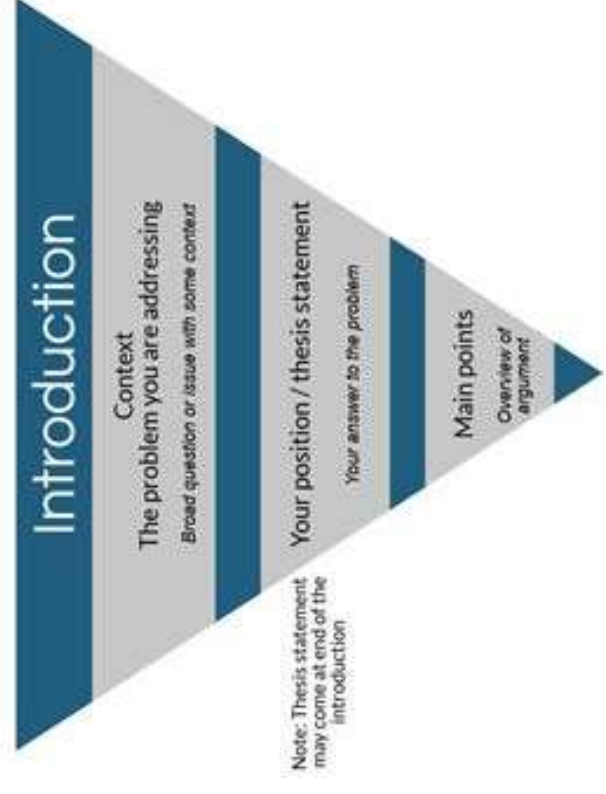 Introduction
Context
The problem you are addressing
Broad question or issue with some context
Your position / thesis statement
Your answer to the problem
Note: Thesis statement
may come at end of the
introduction
Main points
Overview of
argument